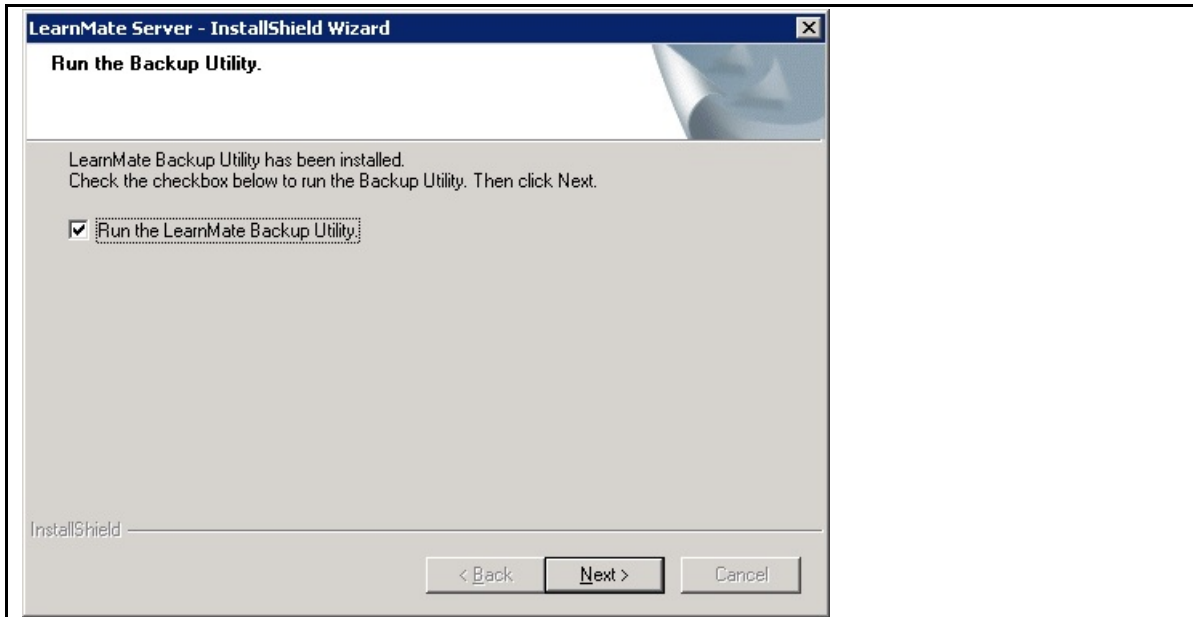 LearnMate Server - InstallShield Wizard
Run the Backup Utility.
LearnMate Backup Utility has been installed.
Check the checkbox below to run the Backup Utility. Then click Next.
Run the LearnMate Backup Utility.
InstallShield
< Back
Next >
Cancel